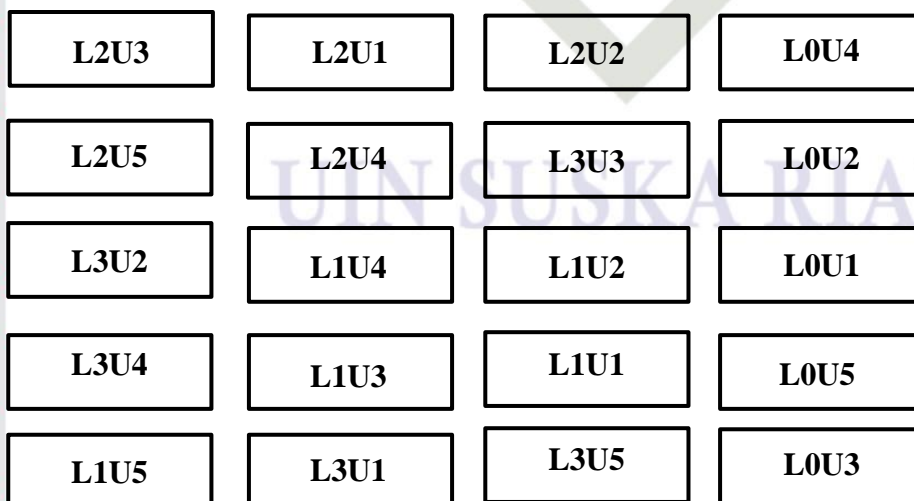 L2U3 L2U1 L2U2 L0U4
L2U5 L2U4 L3U3 L0U2
UIN SUSKA RIA
L3U2 L1U4 L1U2 L0U1
L3U4 L1U3 L1U1 L0U5
L1U5 L3U1 L3U5 L0U3